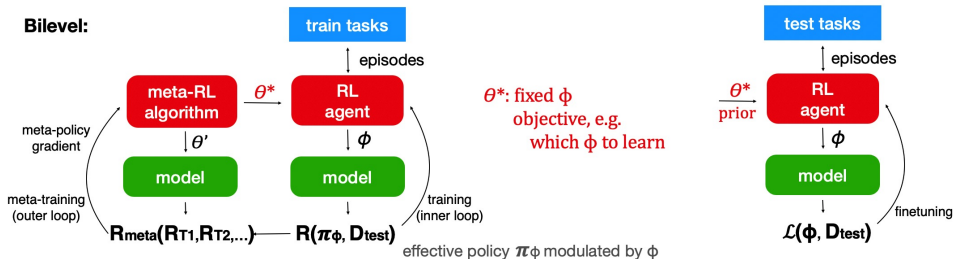 Bilevel:
train tasks
episodes
meta-RL
algorithm
θ*
RL
agent
meta-policy
gradient
θ'
ϕ
model
model
meta-training
(outer loop)
training
(inner loop)
Rmeta(RT1,RT2,...)
R(πϕ, Dtest)
effective policy πϕ modulated by ϕ
θ*: fixed ϕ
objective, e.g.
which ϕ to learn
test tasks
episodes
θ*
prior
RL
agent
ϕ
model
finetuning
ℒ(ϕ, Dtest)